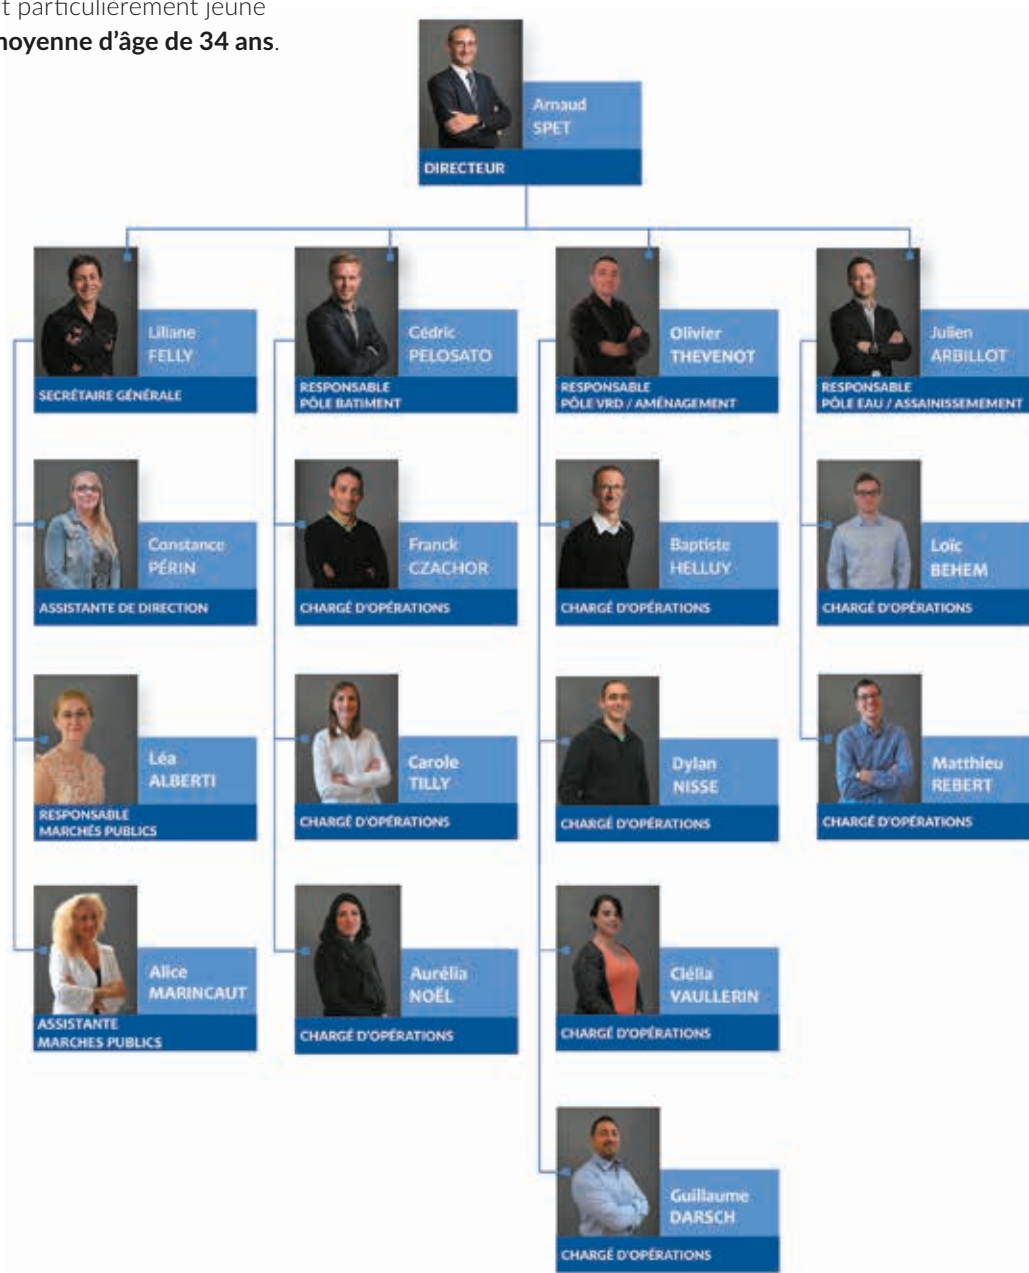 st particulièrement jeune
moyenne d'âge de 34 ans.
Arnaud
SPET
DIRECTEUR
Liliane
FELLY
SECRÉTAIRE GÉNÉRALE
Cédric
PELOSATO
RESPONSABLE
PÔLE BATIMENT
Olivier
THEVENOT
RESPONSABLE
PÔLE VRD / AMÉNAGEMENT
Julien
ARBILLOT
RESPONSABLE
PÔLE EAU / ASSAINISSEMEMENT
Constance
PÉRIN
ASSISTANTE DE DIRECTION
Franck
CZACHOR
CHARGÉ D'OPÉRATIONS
Baptiste
HELLUY
CHARGÉ D'OPÉRATIONS
Loïc
BEHEM
CHARGÉ D'OPÉRATIONS
Léa
ALBERTI
RESPONSABLE
MARCHÉS PUBLICS
Carole
TILLY
CHARGÉ D'OPÉRATIONS
Dylan
NISSE
CHARGÉ D'OPÉRATIONS
Matthieu
REBERT
CHARGÉ D'OPÉRATIONS
Alice
MARINCAUT
ASSISTANTE
MARCHES PUBLICS
Aurélia
NOËL
CHARGÉ D'OPÉRATIONS
Clélia
VAULLERIN
CHARGÉ D'OPÉRATIONS
Guillaume
DARSCH
CHARGÉ D'OPÉRATIONS